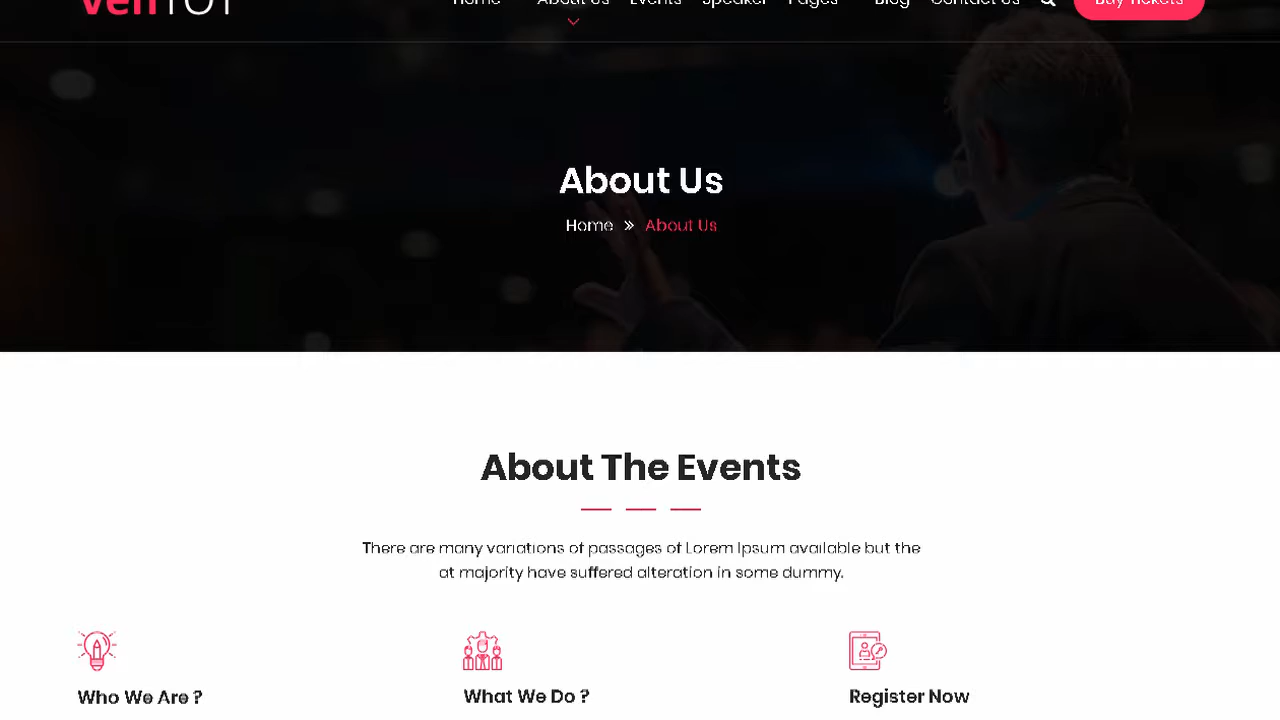 VenTOT
Home About Us Events Speaker Pages Blog Contact Us Buy Tickets
About Us
Home » About Us
About The Events
There are many variations of passages of Lorem Ipsum available but the
at majority have suffered alteration in some dummy.
Who We Are ?
What We Do ?
Register Now